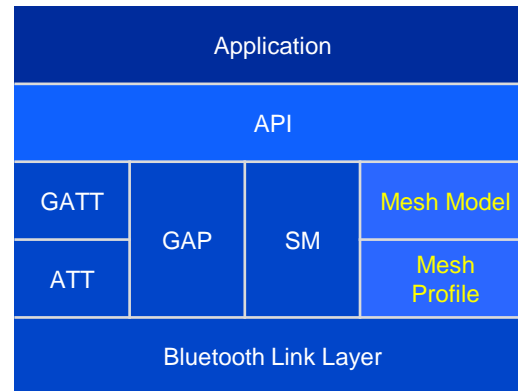 Application
API
GATT
GAP
SM
Mesh Model
ATT
Mesh
Profile
Bluetooth Link Layer